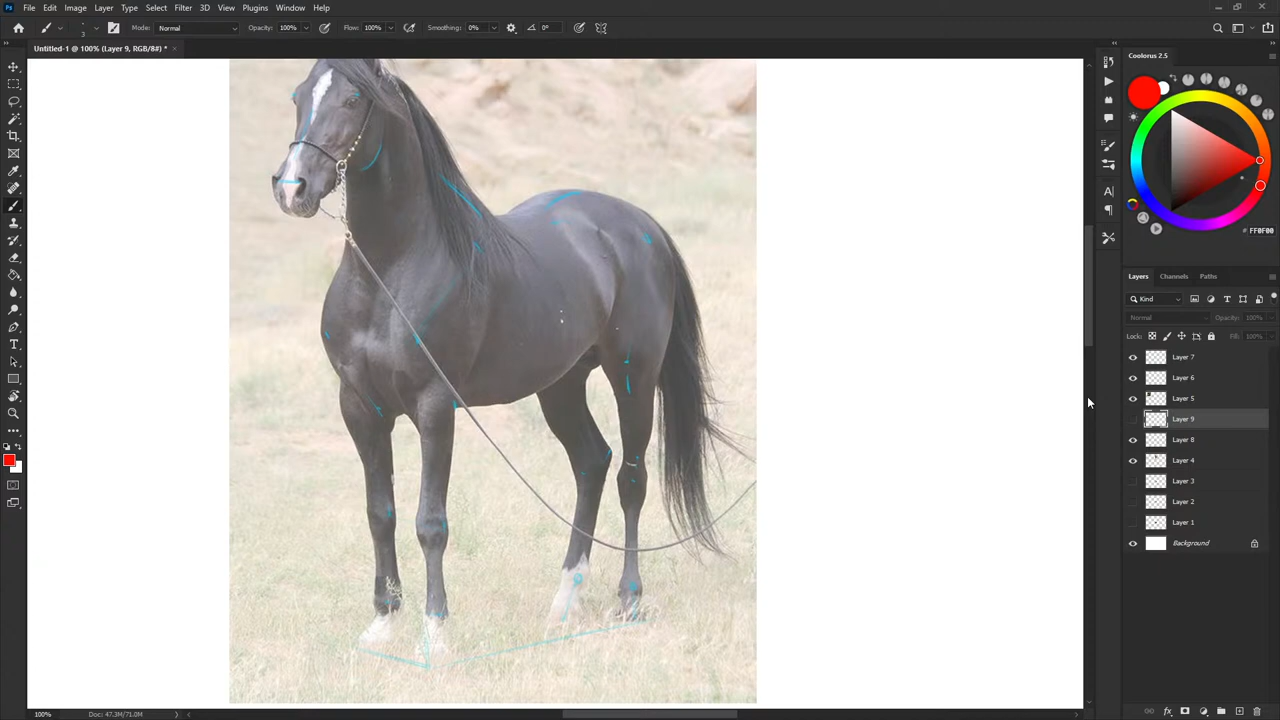 Ps File Edit Image Layer Type Select Filter 3D View Plugins Window Help
3 Mode: Normal Opacity: 100% Flow: 100% Smoothing: 0% 0°
Untitled-1 @ 100% (Layer 9, RGB/8#) * ×
Coolorus 2.5
# FF0F00
Layers Channels Paths
Kind
Normal Opacity: 100%
Lock: Fill: 100%
Layer 7
Layer 6
Layer 5
Layer 9
Layer 8
Layer 4
Layer 3
Layer 2
Layer 1
Background
100% Doc: 47.3M/71.0M